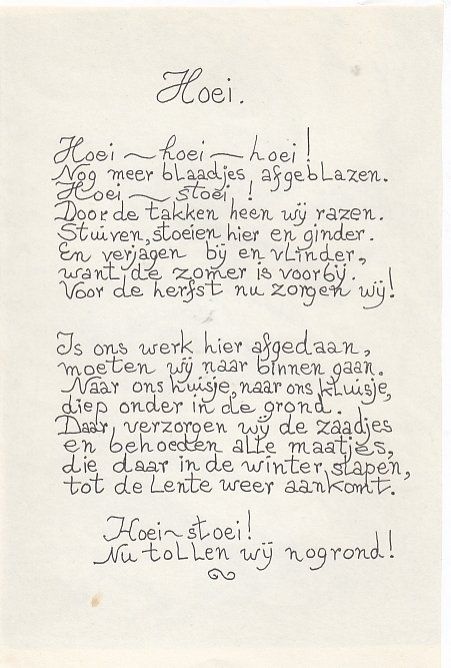 Hoei.
Hoei ~ hoei ~ hoei!
Nog meer blaadjes afgeblazen.
Hoei ~ stoei!
Door de takken heen wij razen.
Stuiven, stoeien hier en ginder.
En verjagen bij en vlinder,
want de zomer is voorbij.
Voor de herfst nu zorgen wij!
Is ons werk hier afgedaan,
moeten wij naar binnen gaan.
Naar ons huisje, naar ons kluisje,
diep onder in de grond.
Daar verzorgen wij de zaadjes
en behoeden alle maatjes,
die daar in de winter slapen,
tot de Lente weer aankomt.
Hoei ~ stoei!
Nu tollen wij nog rond!